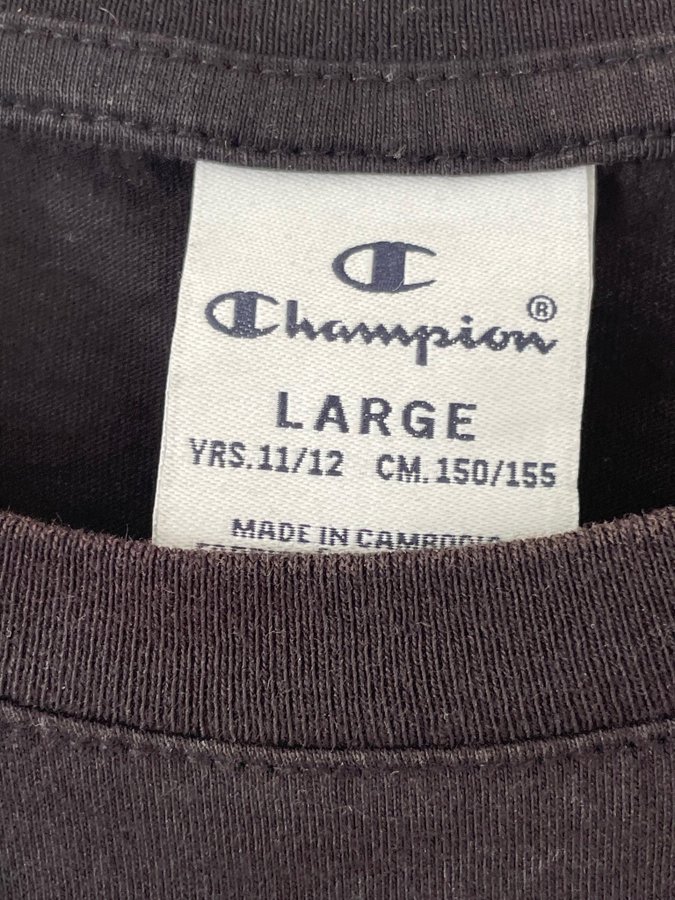 Champion®
LARGE
YRS.11/12 CM.150/155
MADE IN CAMBODIA